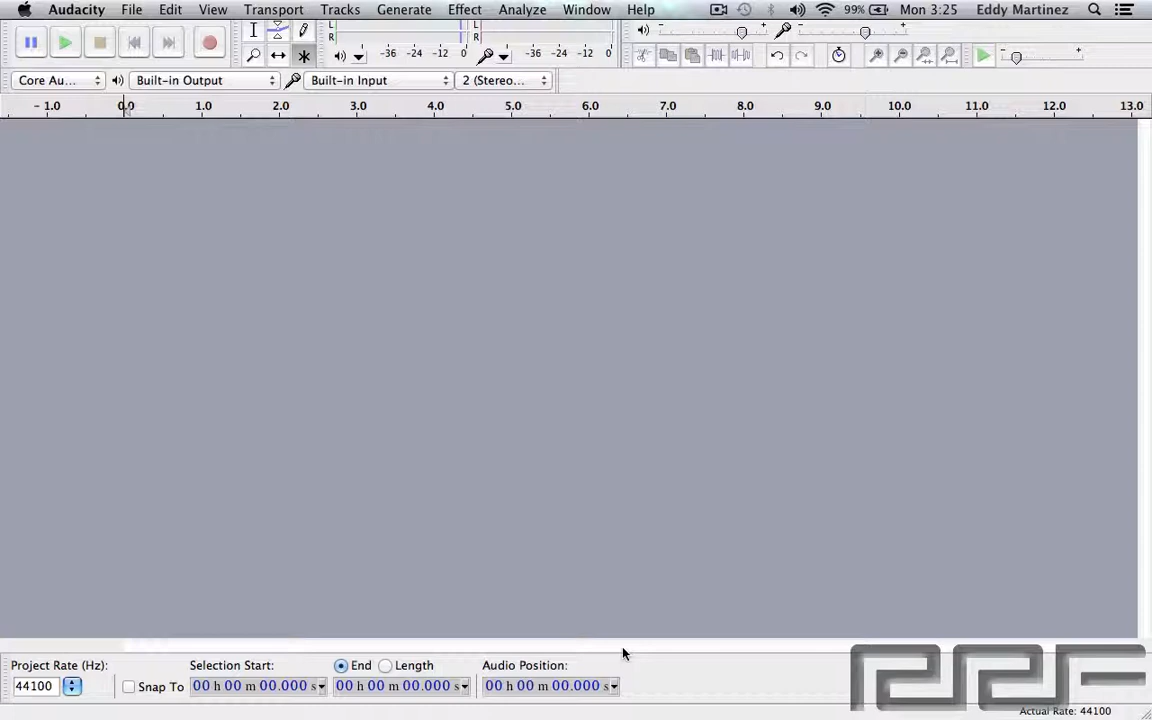 Audacity File Edit View Transport Tracks Generate Effect Analyze Window Help 99% Mon 3:25 Eddy Martinez
L
R
-36 -24 -12 0
L
R
-36 -24 -12 0
- + - +
- +
Core Au... Built-in Output Built-in Input 2 (Stereo...
- 1.0 0.0 1.0 2.0 3.0 4.0 5.0 6.0 7.0 8.0 9.0 10.0 11.0 12.0 13.0
Project Rate (Hz): Selection Start: End Length Audio Position:
44100 Snap To 00 h 00 m 00.000 s 00 h 00 m 00.000 s 00 h 00 m 00.000 s
Actual Rate: 44100